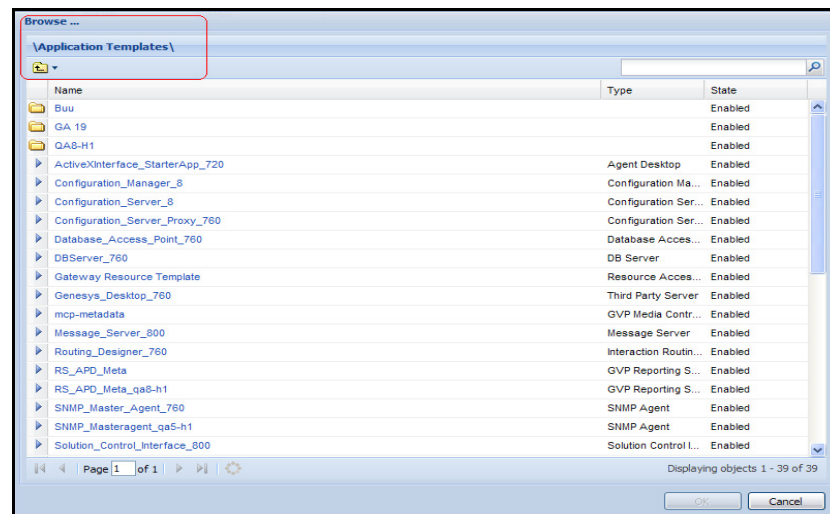 Browse ...
\Application Templates\
Name Type State
Buu Enabled
GA 19 Enabled
QA8-H1 Enabled
ActiveXInterface_StarterApp_720 Agent Desktop Enabled
Configuration_Manager_8 Configuration Ma... Enabled
Configuration_Server_8 Configuration Ser... Enabled
Configuration_Server_Proxy_760 Configuration Ser... Enabled
Database_Access_Point_760 Database Acces... Enabled
DBServer_760 DB Server Enabled
Gateway Resource Template Resource Acces... Enabled
Genesys_Desktop_760 Third Party Server Enabled
mcp-metadata GVP Media Contr... Enabled
Message_Server_800 Message Server Enabled
Routing_Designer_760 Interaction Routin... Enabled
RS_APD_Meta GVP Reporting S... Enabled
RS_APD_Meta_qa8-h1 GVP Reporting S... Enabled
SNMP_Master_Agent_760 SNMP Agent Enabled
SNMP_Masteragent_qa5-h1 SNMP Agent Enabled
Solution_Control_Interface_800 Solution Control I... Enabled
Page 1 of 1 Displaying objects 1 - 39 of 39
OK Cancel